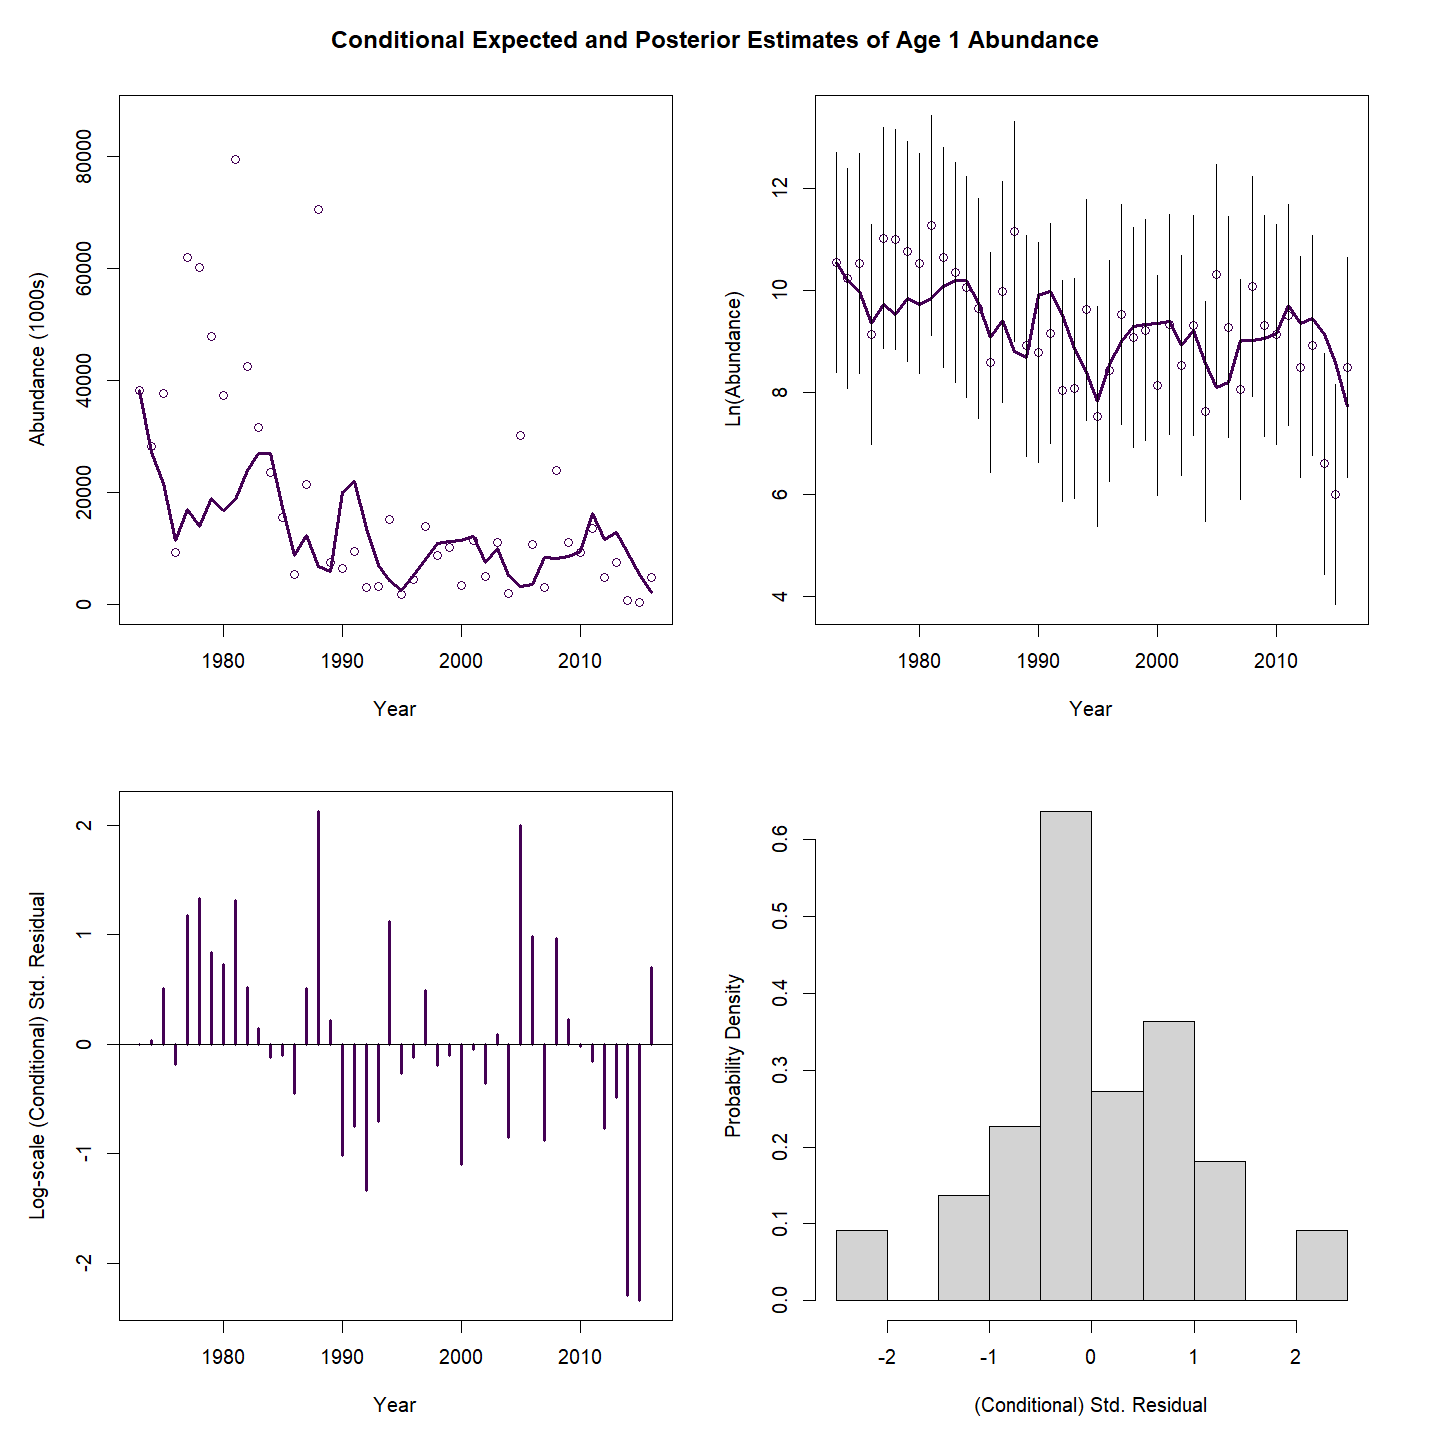 Conditional Expected and Posterior Estimates of Age 1 Abundance
Abundance (1000s)
80000
60000
40000
20000
0
1980 1990 2000 2010
Year
Ln(Abundance)
12
10
8
6
4
1980 1990 2000 2010
Year
Log-scale (Conditional) Std. Residual
2
1
0
-1
-2
1980 1990 2000 2010
Year
Probability Density
0.6
0.5
0.4
0.3
0.2
0.1
0.0
-2 -1 0 1 2
(Conditional) Std. Residual